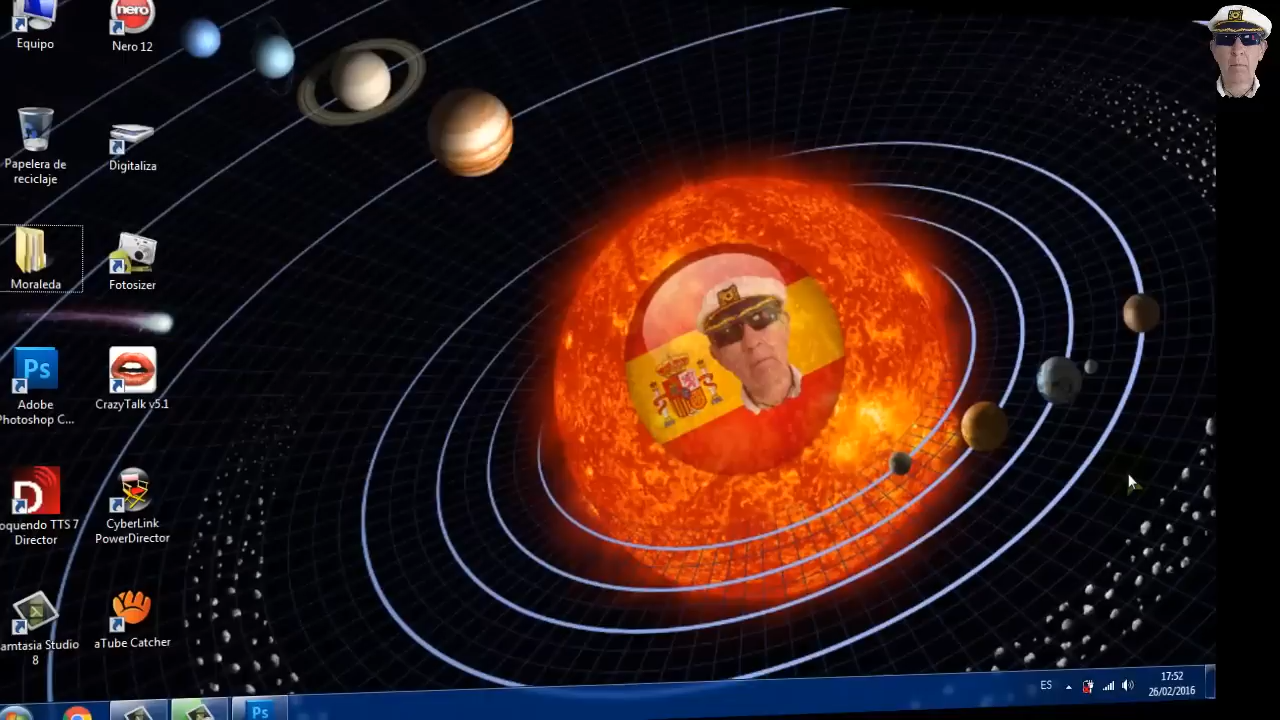 Equipo
nero
Nero 12
Papelera de
reciclaje
Digitaliza
Moraleda
Fotosizer
Ps
Adobe
Photoshop C...
CrazyTalk v5.1
oquendo TTS 7
Director
CyberLink
PowerDirector
amtasia Studio
8
aTube Catcher
Ps
ES
17:52
26/02/2016